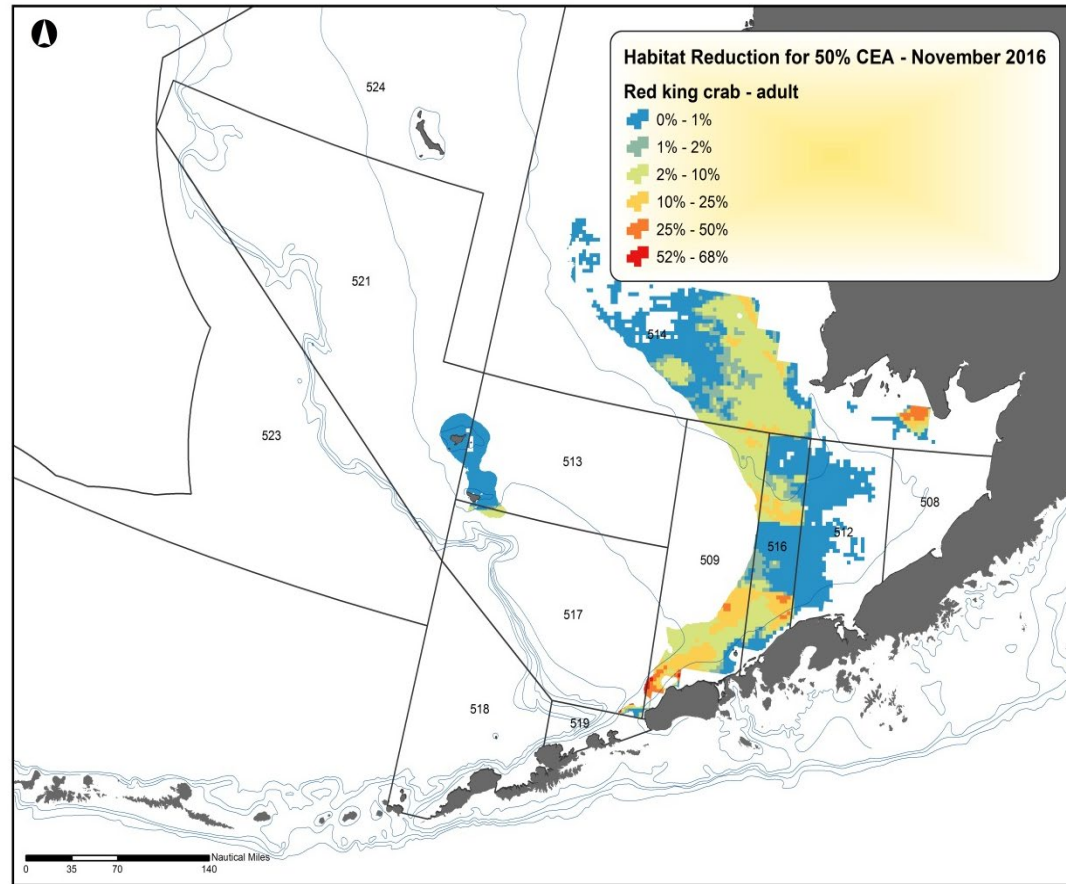 Habitat Reduction for 50% CEA - November 2016
Red king crab - adult
0% - 1%
1% - 2%
2% - 10%
10% - 25%
25% - 50%
52% - 68%
524
521
514
523
513
508
512
516
509
517
518
519
Nautical Miles
0 35 70 140